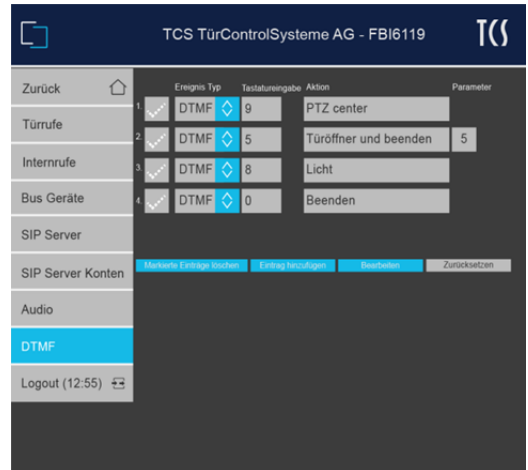 TCS TürControlSysteme AG - FBI6119
TCS
Zurück
Türrufe
Internrufe
Bus Geräte
SIP Server
SIP Server Konten
Audio
DTMF
Logout (12:55)
Ereignis Typ Tastatureingabe Aktion Parameter
1. DTMF 9 PTZ center
2. DTMF 5 Türöffner und beenden 5
3. DTMF 8 Licht
4. DTMF 0 Beenden
Markierte Einträge löschen Eintrag hinzufügen Bearbeiten Zurücksetzen